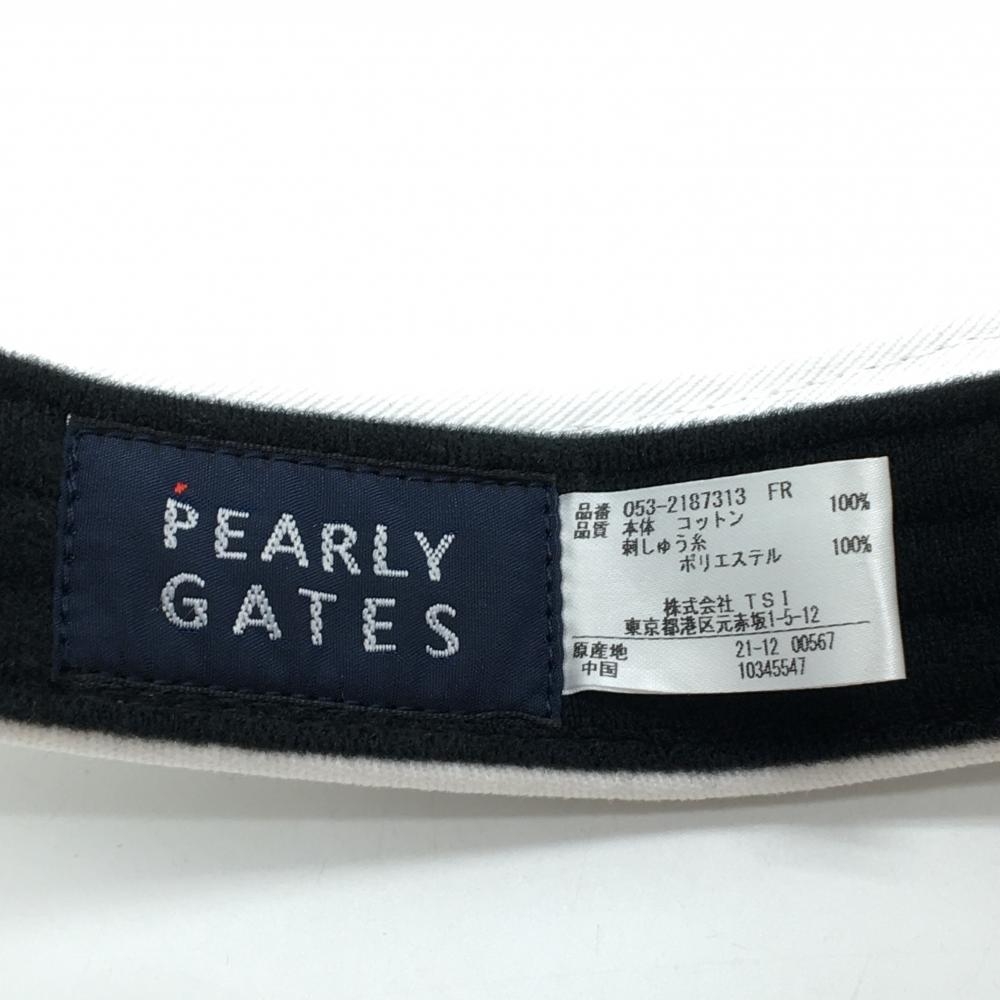 PEARLY
GATES
品番 053-2187313 FR
品質 本体 コットン 100%
刺しゅう糸
ポリエステル 100%
株式会社 TSI
東京都港区元赤坂1-5-12
原産地 21-12 00567
中国 10345547